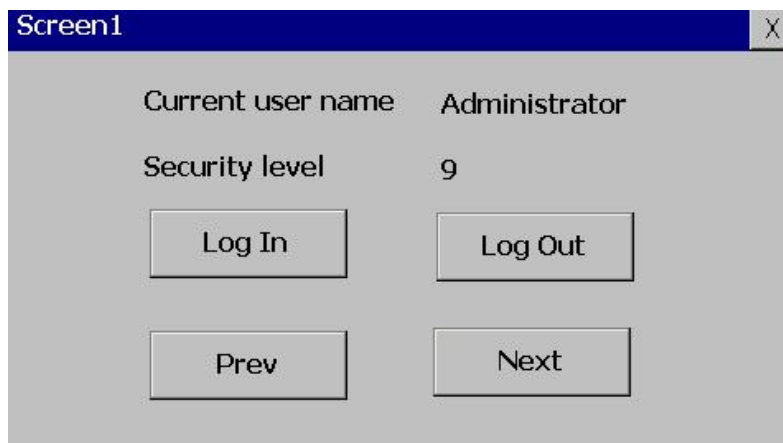 Screen1 X
Current user name Administrator
Security level 9
Log In Log Out
Prev Next